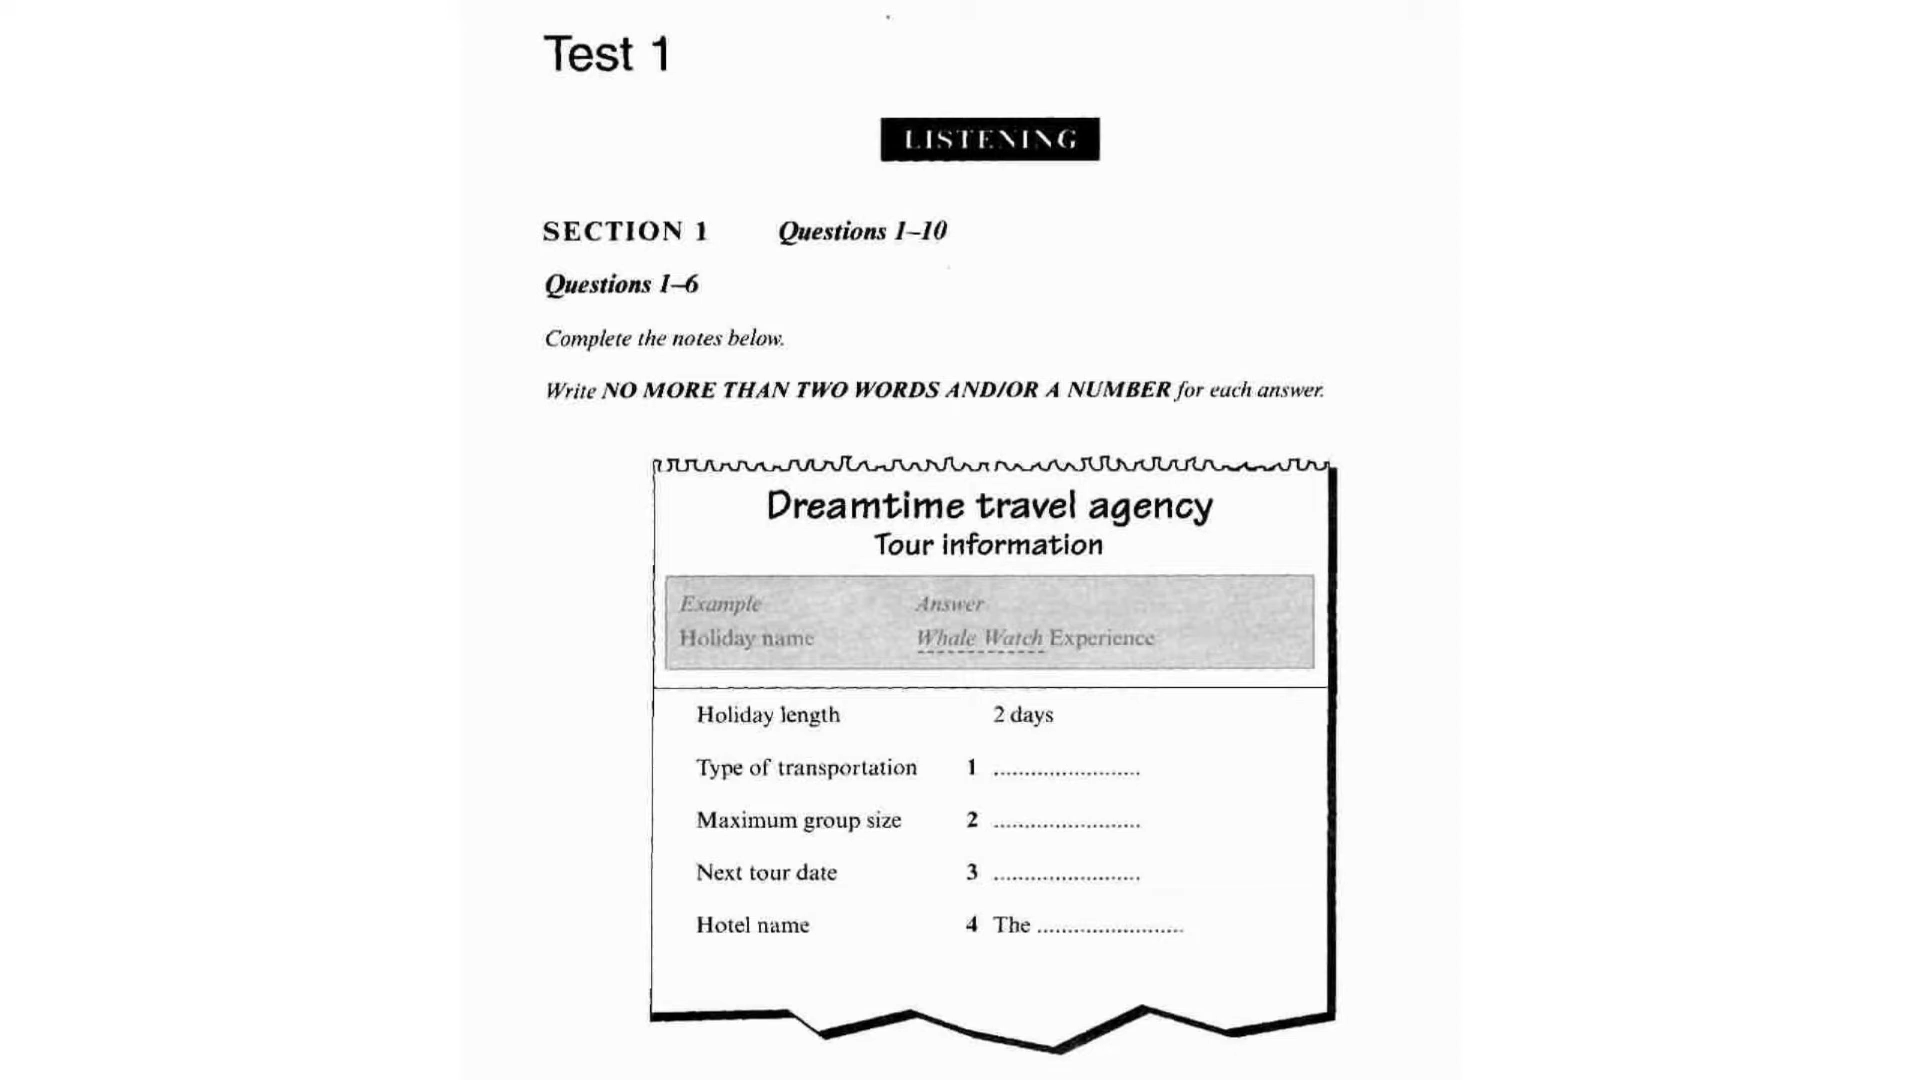 Test 1
LISTENING
SECTION 1 Questions 1–10
Questions 1–6
Complete the notes below.
Write NO MORE THAN TWO WORDS AND/OR A NUMBER for each answer.
Dreamtime travel agency
Tour information
Example Answer
Holiday name Whale Watch Experience
Holiday length 2 days
Type of transportation 1 ........................
Maximum group size 2 ........................
Next tour date 3 ........................
Hotel name 4 The ........................